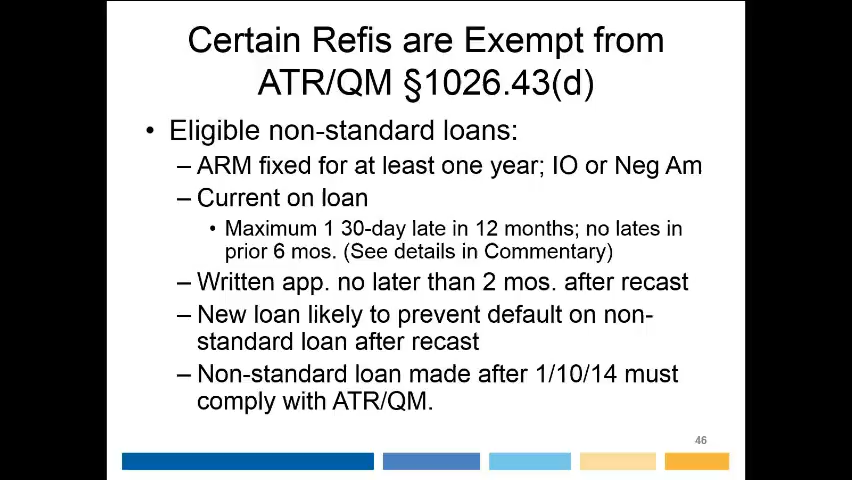 Certain Refis are Exempt from
ATR/QM §1026.43(d)
• Eligible non-standard loans:
– ARM fixed for at least one year; IO or Neg Am
– Current on loan
• Maximum 1 30-day late in 12 months; no lates in
prior 6 mos. (See details in Commentary)
– Written app. no later than 2 mos. after recast
– New loan likely to prevent default on non-
standard loan after recast
– Non-standard loan made after 1/10/14 must
comply with ATR/QM.
46